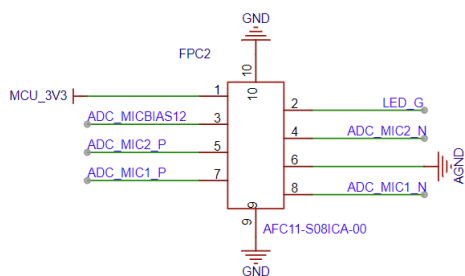 GND
FPC2
10
10
MCU_3V3
1
2
LED_G
ADC_MICBIAS12
3
4
ADC_MIC2_N
ADC_MIC2_P
5
6
AGND
ADC_MIC1_P
7
8
ADC_MIC1_N
9
9
AFC11-S08ICA-00
GND